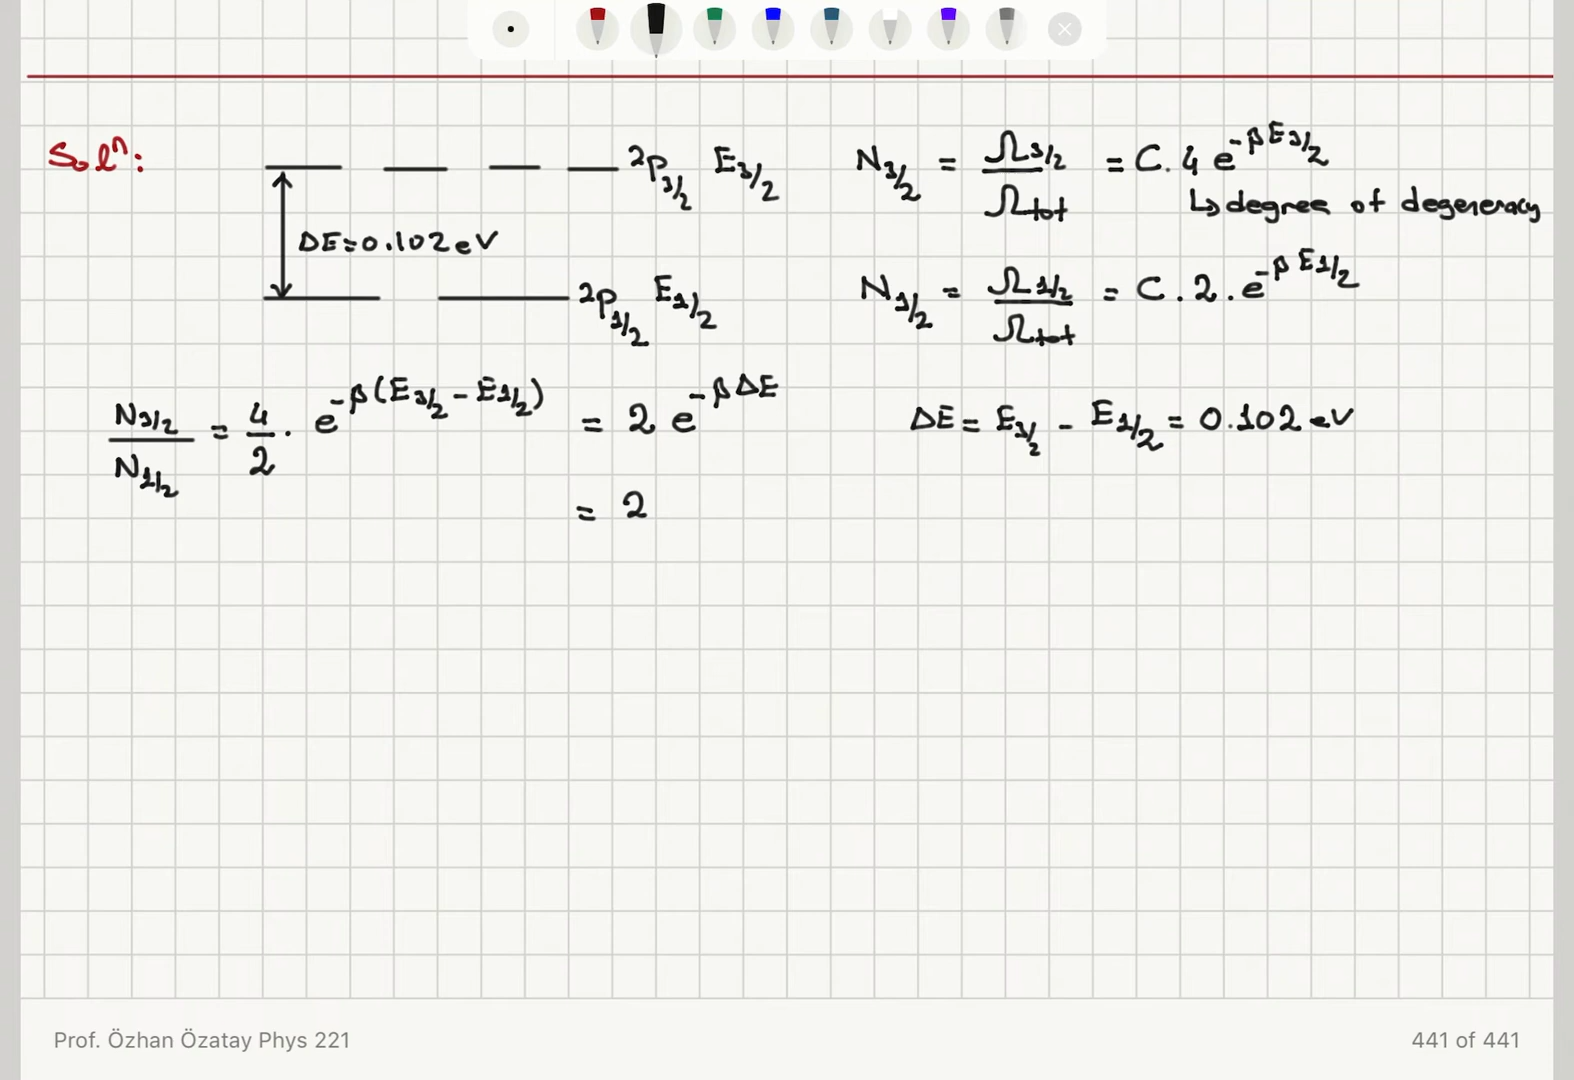 Solⁿ:
²P₃/₂ E₃/₂
N₃/₂ = Ω₃/₂ / Ωtot = C. 4 e^(-βE₃/₂)
↳ degree of degeneracy
ΔE=0.102 eV
²P₁/₂ E₁/₂
N₁/₂ = Ω₁/₂ / Ωtot = C . 2 . e^(-βE₁/₂)
N₃/₂ / N₁/₂ = 4/2 . e^(-β(E₃/₂ - E₁/₂)) = 2 e^(-βΔE)
ΔE = E₃/₂ - E₁/₂ = 0.102 eV
= 2
Prof. Özhan Özatay Phys 221
441 of 441